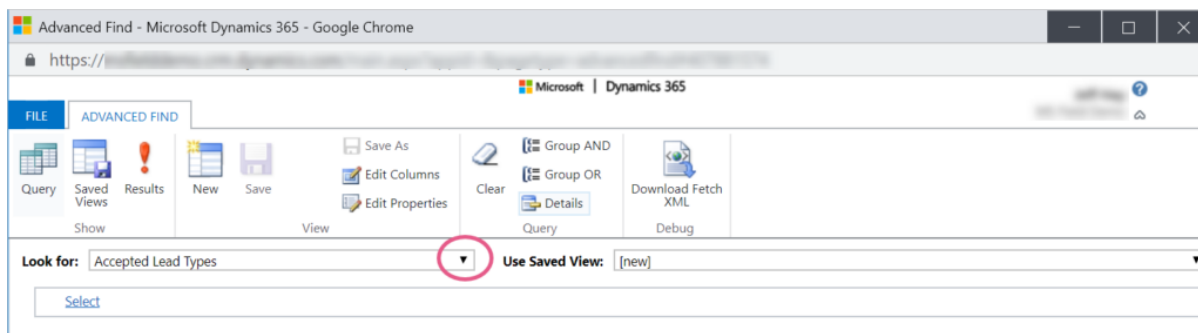 Advanced Find - Microsoft Dynamics 365 - Google Chrome
https://
Microsoft | Dynamics 365
FILE ADVANCED FIND
Query Saved Views Results New Save Save As Edit Columns Edit Properties Clear Group AND Group OR Details Download Fetch XML
Show View Query Debug
Look for: Accepted Lead Types Use Saved View: [new]
Select